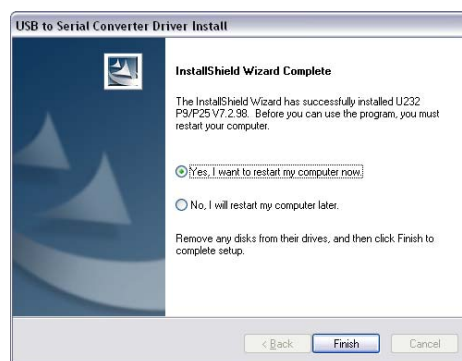 USB to Serial Converter Driver Install
InstallShield Wizard Complete
The InstallShield Wizard has successfully installed U232
P9/P25 V7.2.98. Before you can use the program, you must
restart your computer.
Yes, I want to restart my computer now.
No, I will restart my computer later.
Remove any disks from their drives, and then click Finish to
complete setup.
< Back Finish Cancel